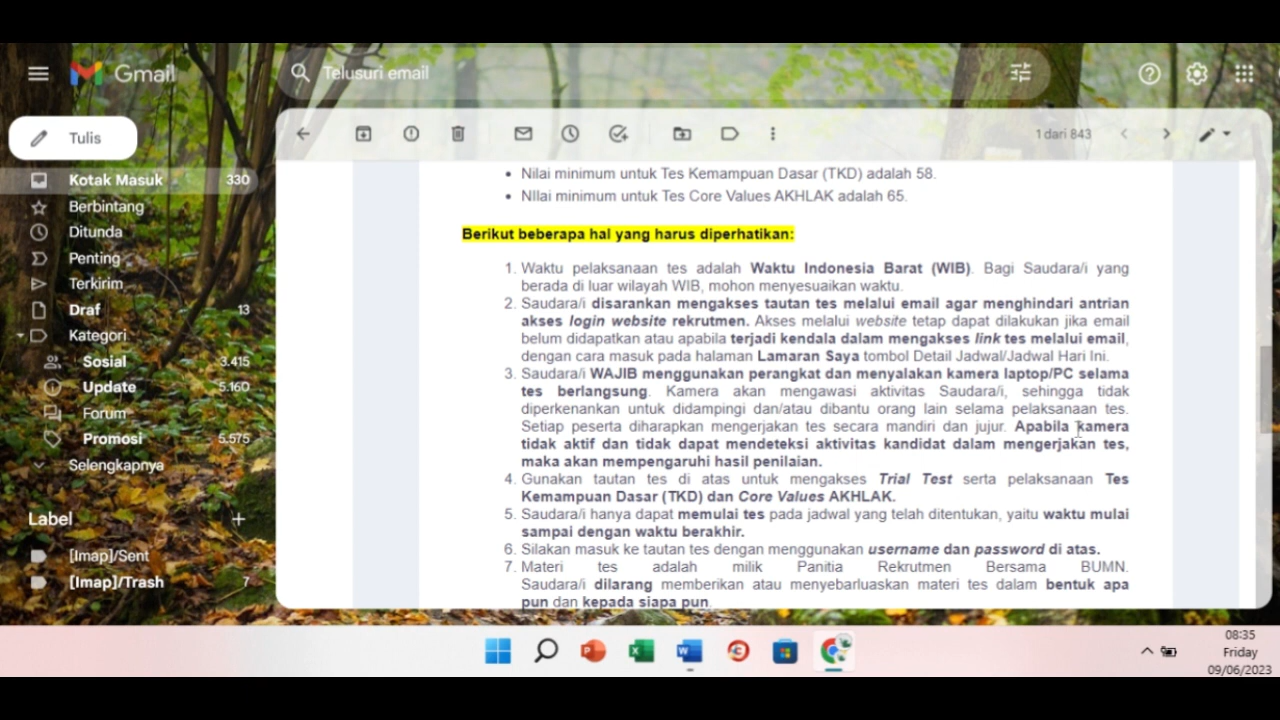 Gmail
Telusuri email
Tulis
1 dari 843
Kotak Masuk 330
Berbintang
Ditunda
Penting
Terkirim
Draf 13
Kategori
Sosial 3.415
Update 5.160
Forum
Promosi 5.575
Selengkapnya
Label
[Imap]/Sent
[Imap]/Trash 7
• Nilai minimum untuk Tes Kemampuan Dasar (TKD) adalah 58.
• NIlai minimum untuk Tes Core Values AKHLAK adalah 65.
Berikut beberapa hal yang harus diperhatikan:
1. Waktu pelaksanaan tes adalah Waktu Indonesia Barat (WIB). Bagi Saudara/i yang
berada di luar wilayah WIB, mohon menyesuaikan waktu.
2. Saudara/i disarankan mengakses tautan tes melalui email agar menghindari antrian
akses login website rekrutmen. Akses melalui website tetap dapat dilakukan jika email
belum didapatkan atau apabila terjadi kendala dalam mengakses link tes melalui email,
dengan cara masuk pada halaman Lamaran Saya tombol Detail Jadwal/Jadwal Hari Ini.
3. Saudara/i WAJIB menggunakan perangkat dan menyalakan kamera laptop/PC selama
tes berlangsung. Kamera akan mengawasi aktivitas Saudara/i, sehingga tidak
diperkenankan untuk didampingi dan/atau dibantu orang lain selama pelaksanaan tes.
Setiap peserta diharapkan mengerjakan tes secara mandiri dan jujur. Apabila kamera
tidak aktif dan tidak dapat mendeteksi aktivitas kandidat dalam mengerjakan tes,
maka akan mempengaruhi hasil penilaian.
4. Gunakan tautan tes di atas untuk mengakses Trial Test serta pelaksanaan Tes
Kemampuan Dasar (TKD) dan Core Values AKHLAK.
5. Saudara/i hanya dapat memulai tes pada jadwal yang telah ditentukan, yaitu waktu mulai
sampai dengan waktu berakhir.
6. Silakan masuk ke tautan tes dengan menggunakan username dan password di atas.
7. Materi tes adalah milik Panitia Rekrutmen Bersama BUMN.
Saudara/i dilarang memberikan atau menyebarluaskan materi tes dalam bentuk apa
pun dan kepada siapa pun.
08:35
Friday
09/06/2023